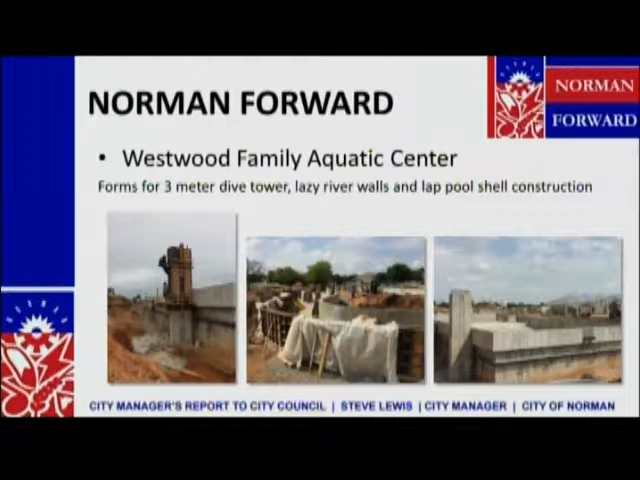 NORMAN FORWARD
NORMAN
FORWARD
• Westwood Family Aquatic Center
Forms for 3 meter dive tower, lazy river walls and lap pool shell construction
CITY MANAGER'S REPORT TO CITY COUNCIL | STEVE LEWIS | CITY MANAGER | CITY OF NORMAN